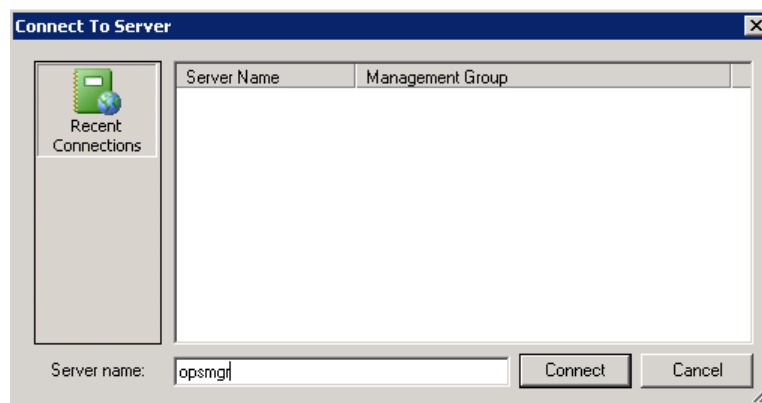 Connect To Server
Server Name Management Group
Recent
Connections
Server name: opsmgr Connect Cancel